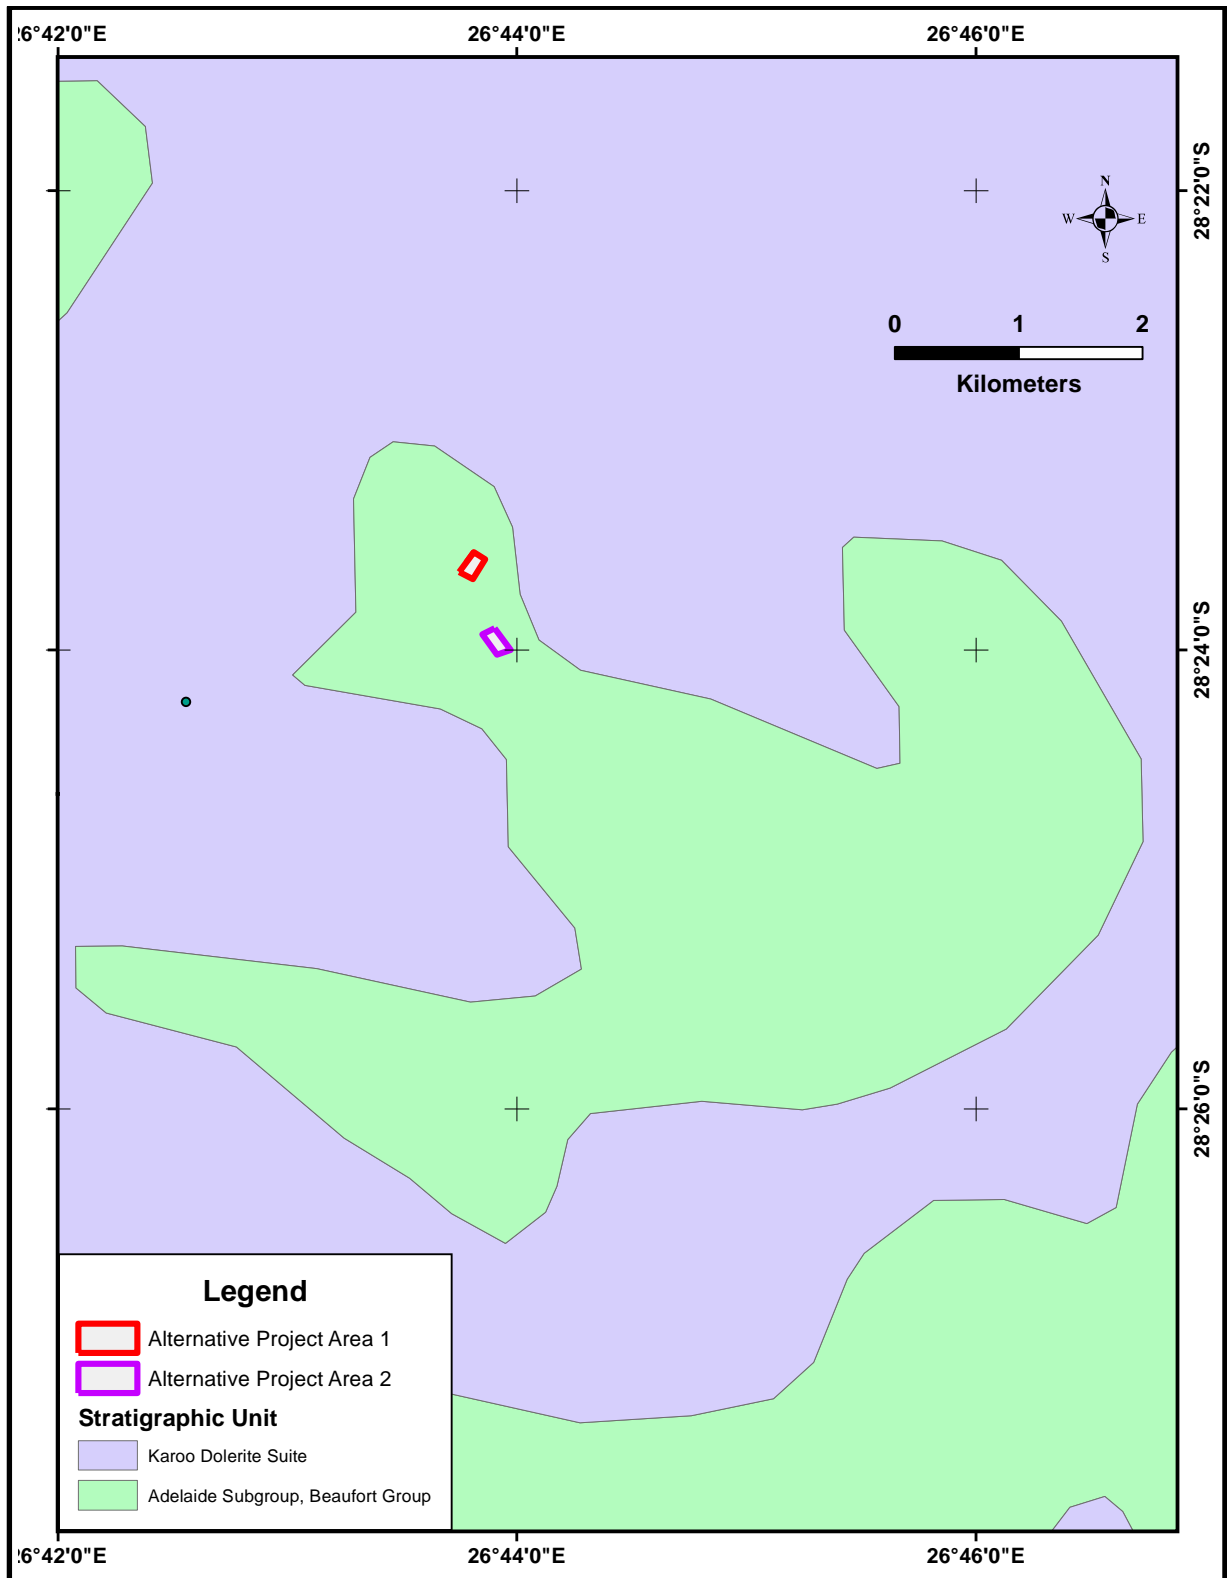 26°42'0"E 26°44'0"E 26°46'0"E
28°22'0"S
N
W E
S
0 1 2
Kilometers
28°24'0"S
28°26'0"S
Legend
Alternative Project Area 1
Alternative Project Area 2
Stratigraphic Unit
Karoo Dolerite Suite
Adelaide Subgroup, Beaufort Group
26°42'0"E 26°44'0"E 26°46'0"E